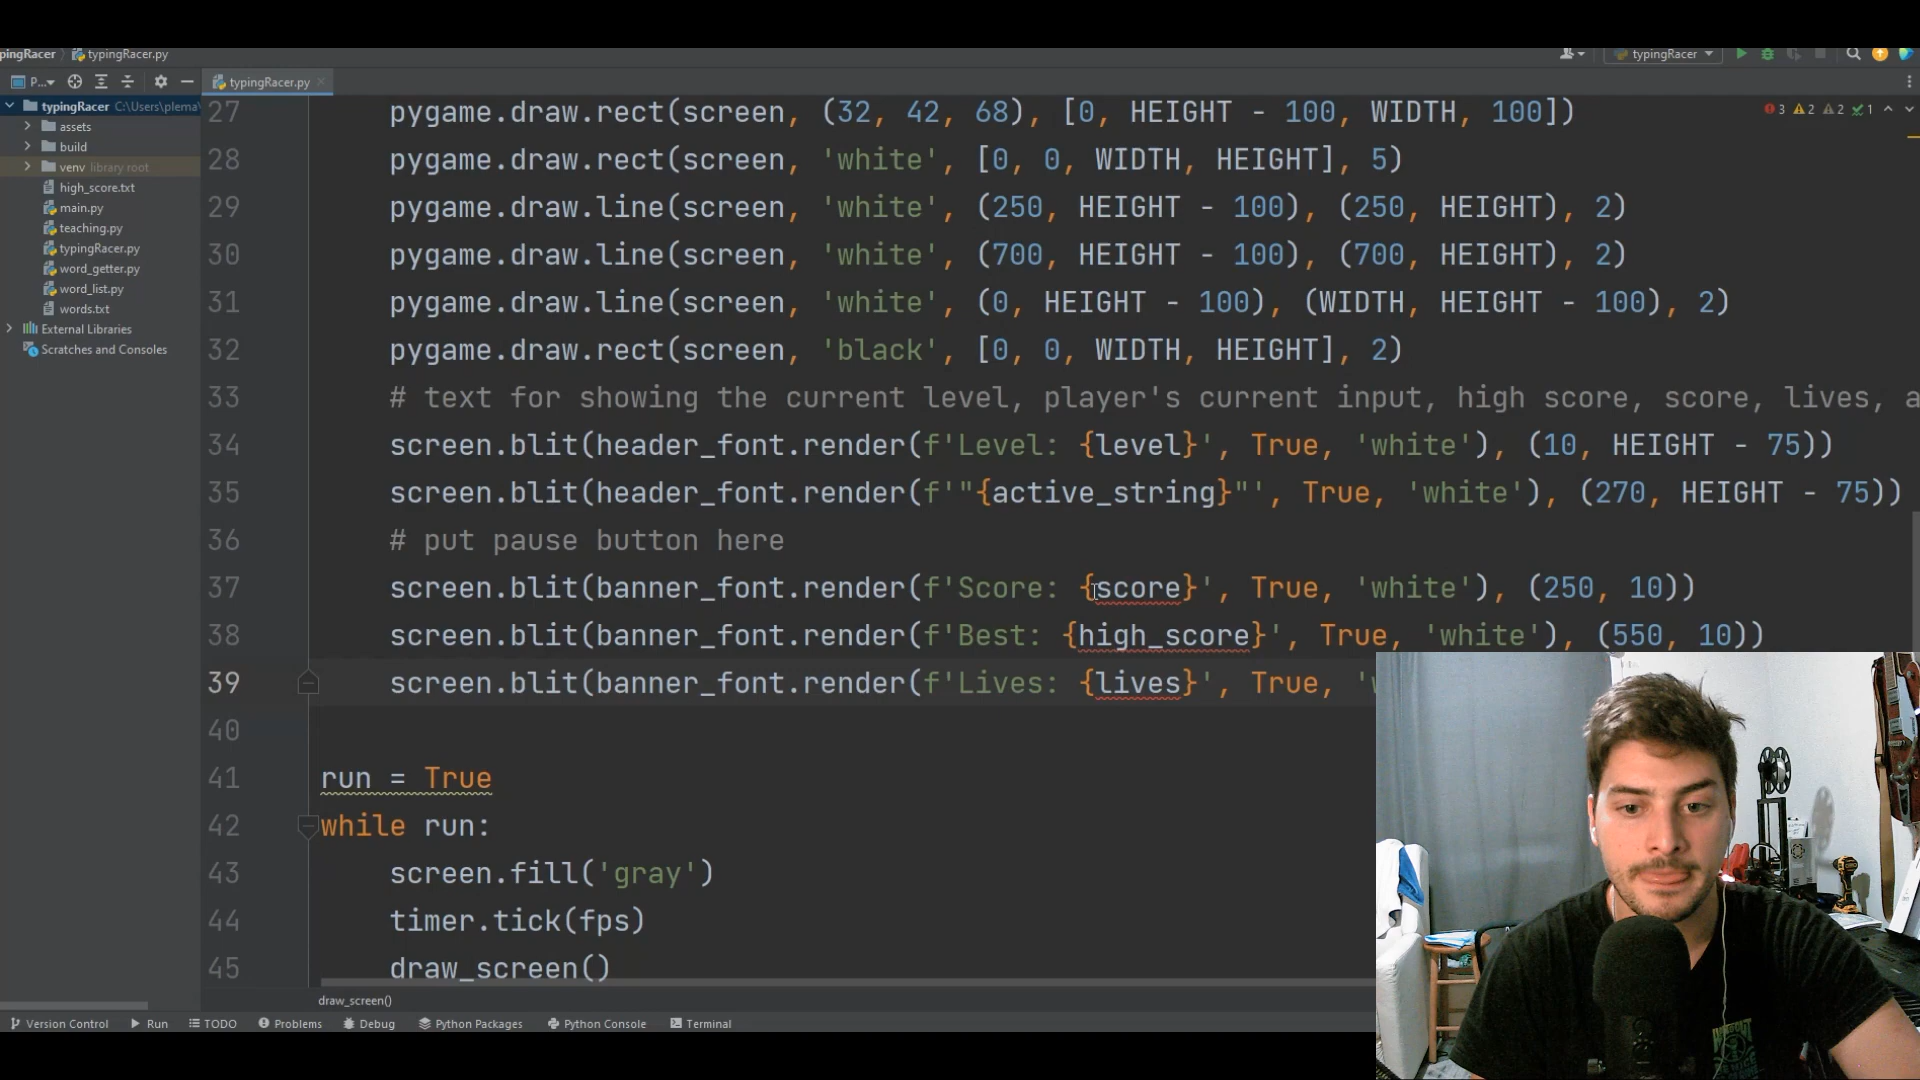 pingRacer typingRacer.py
typingRacer
P...
typingRacer.py
typingRacer C:\Users\plema\
assets
build
venv library root
high_score.txt
main.py
teaching.py
typingRacer.py
word_getter.py
word_list.py
words.txt
External Libraries
Scratches and Consoles
3 2 2 1
27 pygame.draw.rect(screen, (32, 42, 68), [0, HEIGHT - 100, WIDTH, 100])
28 pygame.draw.rect(screen, 'white', [0, 0, WIDTH, HEIGHT], 5)
29 pygame.draw.line(screen, 'white', (250, HEIGHT - 100), (250, HEIGHT), 2)
30 pygame.draw.line(screen, 'white', (700, HEIGHT - 100), (700, HEIGHT), 2)
31 pygame.draw.line(screen, 'white', (0, HEIGHT - 100), (WIDTH, HEIGHT - 100), 2)
32 pygame.draw.rect(screen, 'black', [0, 0, WIDTH, HEIGHT], 2)
33 # text for showing the current level, player's current input, high score, score, lives, a
34 screen.blit(header_font.render(f'Level: {level}', True, 'white'), (10, HEIGHT - 75))
35 screen.blit(header_font.render(f'"{active_string}"', True, 'white'), (270, HEIGHT - 75))
36 # put pause button here
37 screen.blit(banner_font.render(f'Score: {score}', True, 'white'), (250, 10))
38 screen.blit(banner_font.render(f'Best: {high_score}', True, 'white'), (550, 10))
39 screen.blit(banner_font.render(f'Lives: {lives}', True, '
40
41 run = True
42 while run:
43 screen.fill('gray')
44 timer.tick(fps)
45 draw_screen()
draw_screen()
Version Control Run TODO Problems Debug Python Packages Python Console Terminal